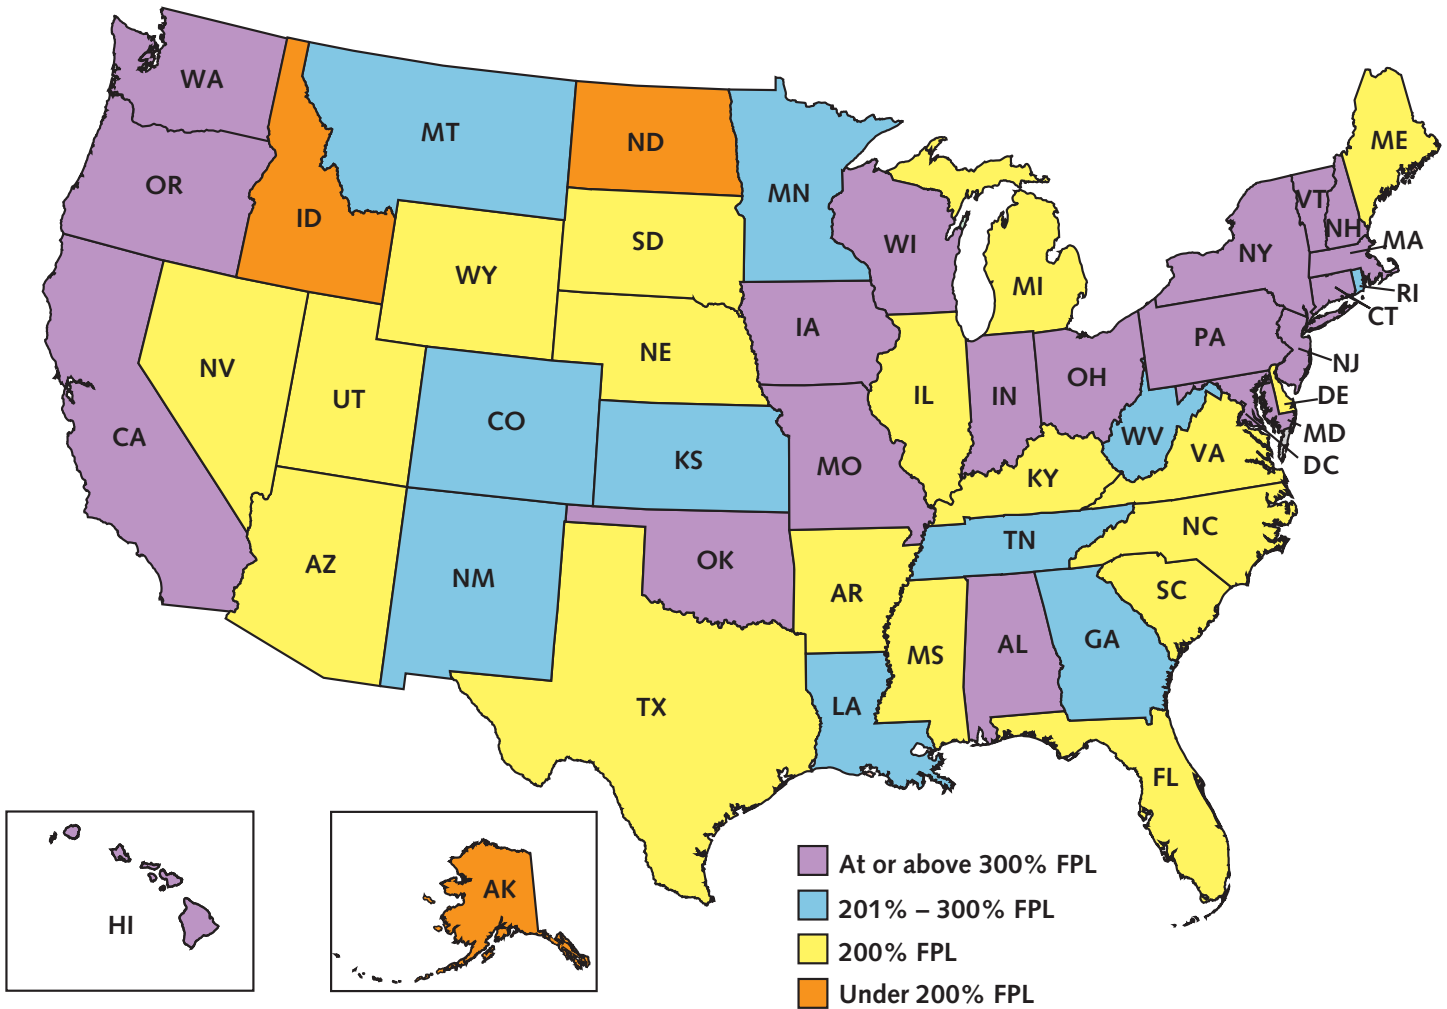 WA
MT
ND
MN
ME
OR
ID
SD
WI
VT
NH
MA
NY
WY
MI
RI
CT
IA
PA
NV
UT
NE
NJ
IL
IN
OH
DE
CA
CO
KS
MO
WV
VA
MD
DC
KY
AZ
NM
OK
TN
NC
AR
SC
MS
AL
GA
TX
LA
FL
HI
AK
At or above 300% FPL
201% – 300% FPL
200% FPL
Under 200% FPL